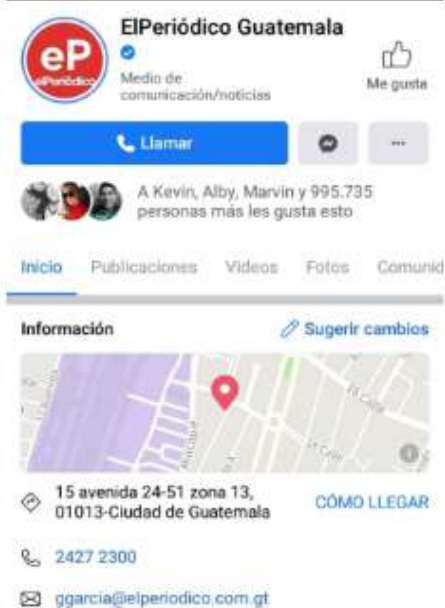 ElPeriódico Guatemala
eP
elPeriódico
Medio de
comunicación/noticias
Me gusta
Llamar
A Kevin, Alby, Marvin y 995.735
personas más les gusta esto
Inicio Publicaciones Videos Fotos Comunid
Información
Sugerir cambios
15 Calle
15 avenida 24-51 zona 13,
01013-Ciudad de Guatemala
CÓMO LLEGAR
2427 2300
ggarcia@elperiodico.com.gt